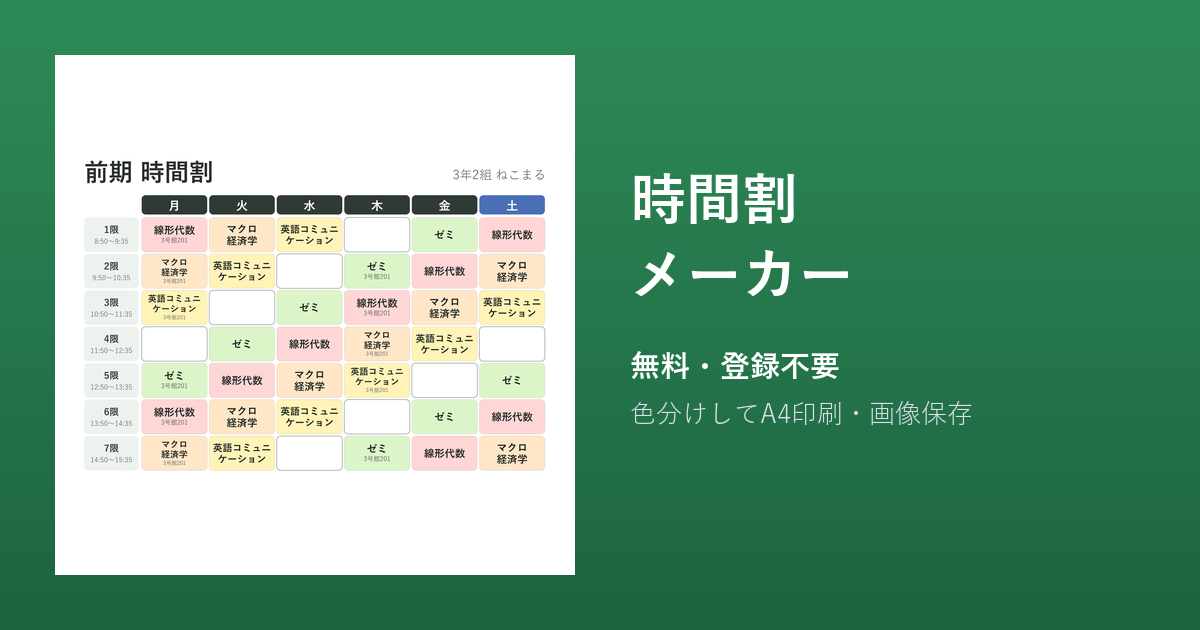 前期 時間割
3年2組 ねこまる
月 火 水 木 金 土
1限
8:50〜9:35
線形代数
3号館201
マクロ
経済学
英語コミュニ
ケーション
ゼミ
線形代数
2限
9:50〜10:35
マクロ
経済学
3号館201
英語コミュニ
ケーション
ゼミ
3号館201
線形代数
マクロ
経済学
3限
10:50〜11:35
英語コミュニ
ケーション
3号館201
ゼミ
線形代数
3号館201
マクロ
経済学
英語コミュニ
ケーション
4限
11:50〜12:35
ゼミ
線形代数
マクロ
経済学
3号館201
英語コミュニ
ケーション
5限
12:50〜13:35
ゼミ
3号館201
線形代数
マクロ
経済学
英語コミュニ
ケーション
3号館201
ゼミ
6限
13:50〜14:35
線形代数
3号館201
マクロ
経済学
英語コミュニ
ケーション
ゼミ
線形代数
7限
14:50〜15:35
マクロ
経済学
3号館201
英語コミュニ
ケーション
ゼミ
3号館201
線形代数
マクロ
経済学
時間割
メーカー
無料・登録不要
色分けしてA4印刷・画像保存